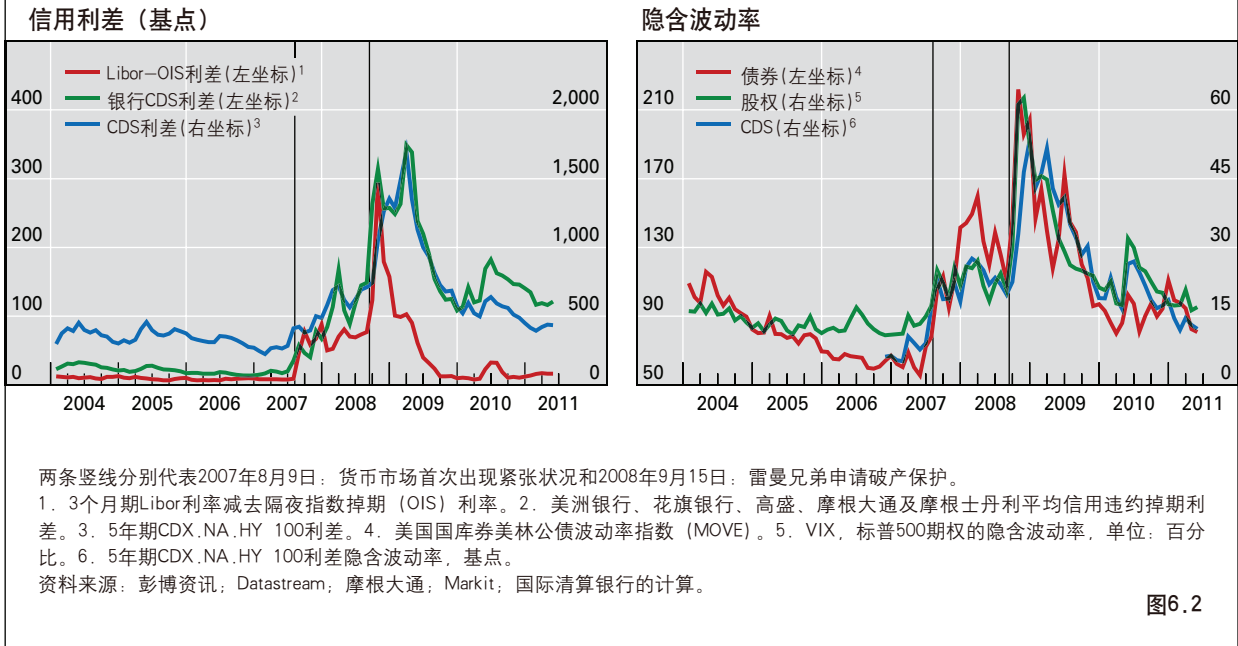 信用利差（基点）
Libor–OIS利差(左坐标)1
银行CDS利差(左坐标)2
CDS利差(右坐标)3
400 2,000
300 1,500
200 1,000
100 500
0 0
2004 2005 2006 2007 2008 2009 2010 2011
隐含波动率
债券(左坐标)4
股权(右坐标)5
CDS(右坐标)6
210 60
170 45
130 30
90 15
50 0
2004 2005 2006 2007 2008 2009 2010 2011
两条竖线分别代表2007年8月9日：货币市场首次出现紧张状况和2008年9月15日：雷曼兄弟申请破产保护。
1. 3个月期Libor利率减去隔夜指数掉期（OIS）利率。2. 美洲银行、花旗银行、高盛、摩根大通及摩根士丹利平均信用违约掉期利
差。3. 5年期CDX.NA.HY 100利差。4. 美国国库券美林公债波动率指数（MOVE）。5. VIX，标普500期权的隐含波动率，单位：百分
比。6. 5年期CDX.NA.HY 100利差隐含波动率，基点。
资料来源：彭博资讯；Datastream；摩根大通；Markit；国际清算银行的计算。
图6.2